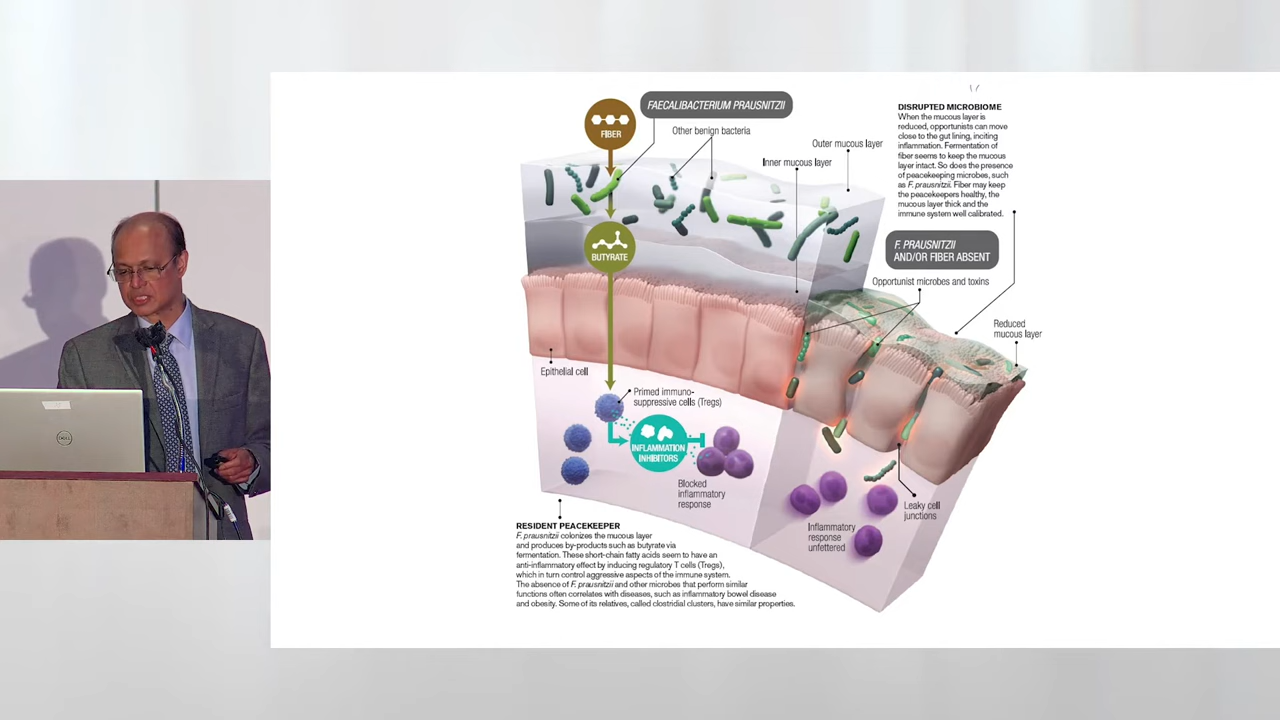 FIBER
FAECALIBACTERIUM PRAUSNITZII
Other benign bacteria
Outer mucous layer
Inner mucous layer
DISRUPTED MICROBIOME
When the mucous layer is
reduced, opportunists can move
close to the gut lining, inciting
inflammation. Fermentation of
fiber seems to keep the mucous
layer intact. So does the presence
of peacekeeping microbes, such
as F. prausnitzii. Fiber may keep
the peacekeepers healthy, the
mucous layer thick and the
immune system well calibrated.
BUTYRATE
F. PRAUSNITZII
AND/OR FIBER ABSENT
Opportunist microbes and toxins
Reduced
mucous layer
Epithelial cell
Primed immuno-
suppressive cells (Tregs)
INFLAMMATION
INHIBITORS
Blocked
inflammatory
response
Leaky cell
junctions
Inflammatory
response
unfettered
RESIDENT PEACEKEEPER
F. prausnitzii colonizes the mucous layer
and produces by-products such as butyrate via
fermentation. These short-chain fatty acids seem to have an
anti-inflammatory effect by inducing regulatory T cells (Tregs),
which in turn control aggressive aspects of the immune system.
The absence of F. prausnitzii and other microbes that perform similar
functions often correlates with diseases, such as inflammatory bowel disease
and obesity. Some of its relatives, called clostridial clusters, have similar properties.
DELL